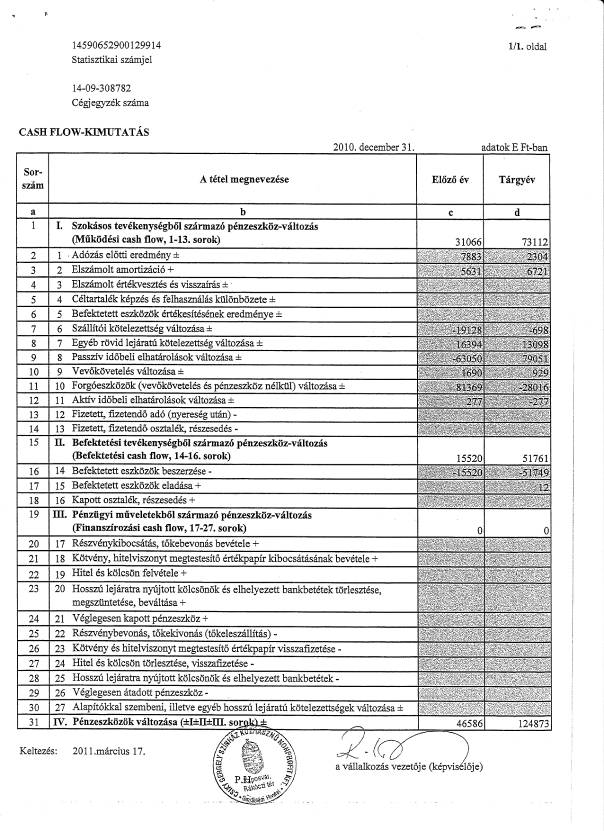 14590652900129914
1/1. oldal
Statisztikai számjel
14-09-308782
Cégjegyzék száma
CASH FLOW-KIMUTATÁS
2010. december 31. adatok E Ft-ban
Sor-szám A tétel megnevezése Előző év Tárgyév
a b c d
1 I. Szokásos tevékenységből származó pénzeszköz-változás
(Működési cash flow, 1-13. sorok) 31066 73112
2 1 Adózás előtti eredmény ± 7883 2304
3 2 Elszámolt amortizáció + 5631 6721
4 3 Elszámolt értékvesztés és visszaírás ±
5 4 Céltartalék képzés és felhasználás különbözete ±
6 5 Befektetett eszközök értékesítésének eredménye ±
7 6 Szállítói kötelezettség változása ± -19128 -698
8 7 Egyéb rövid lejáratú kötelezettség változása ± 16394 13098
9 8 Passzív időbeli elhatárolások változása ± -63050 79051
10 9 Vevőkövetelés változása ± 1690 929
11 10 Forgóeszközök (vevőkövetelés és pénzeszköz nélkül) változása ± 81369 -28016
12 11 Aktív időbeli elhatárolások változása ± 277 -277
13 12 Fizetett, fizetendő adó (nyereség után) -
14 13 Fizetett, fizetendő osztalék, részesedés -
15 II. Befektetési tevékenységből származó pénzeszköz-változás
(Befektetési cash flow, 14-16. sorok) 15520 51761
16 14 Befektetett eszközök beszerzése - -15520 -51749
17 15 Befektetett eszközök eladása + 12
18 16 Kapott osztalék, részesedés +
19 III. Pénzügyi műveletekből származó pénzeszköz-változás
(Finanszírozási cash flow, 17-27. sorok) 0 0
20 17 Részvénykibocsátás, tőkebevonás bevétele +
21 18 Kötvény, hitelviszonyt megtestesítő értékpapír kibocsátásának bevétele +
22 19 Hitel és kölcsön felvétele +
23 20 Hosszú lejáratra nyújtott kölcsönök és elhelyezett bankbetétek törlesztése,
megszüntetése, beváltása +
24 21 Véglegesen kapott pénzeszköz +
25 22 Részvénybevonás, tőkekivonás (tőkeleszállítás) -
26 23 Kötvény és hitelviszonyt megtestesítő értékpapír visszafizetése -
27 24 Hitel és kölcsön törlesztése, visszafizetése -
28 25 Hosszú lejáratra nyújtott kölcsönök és elhelyezett bankbetétek -
29 26 Véglegesen átadott pénzeszköz -
30 27 Alapítókkal szembeni, illetve egyéb hosszú lejáratú kötelezettségek változása ±
31 IV. Pénzeszközök változása (±I±II±III. sorok) ± 46586 124873
Keltezés: 2011.március 17.
CSIKY GERGELY SZÍNHÁZ KÖZHASZNÚ NONPROFIT KFT.
P.H.
a vállalkozás vezetője (képviselője)